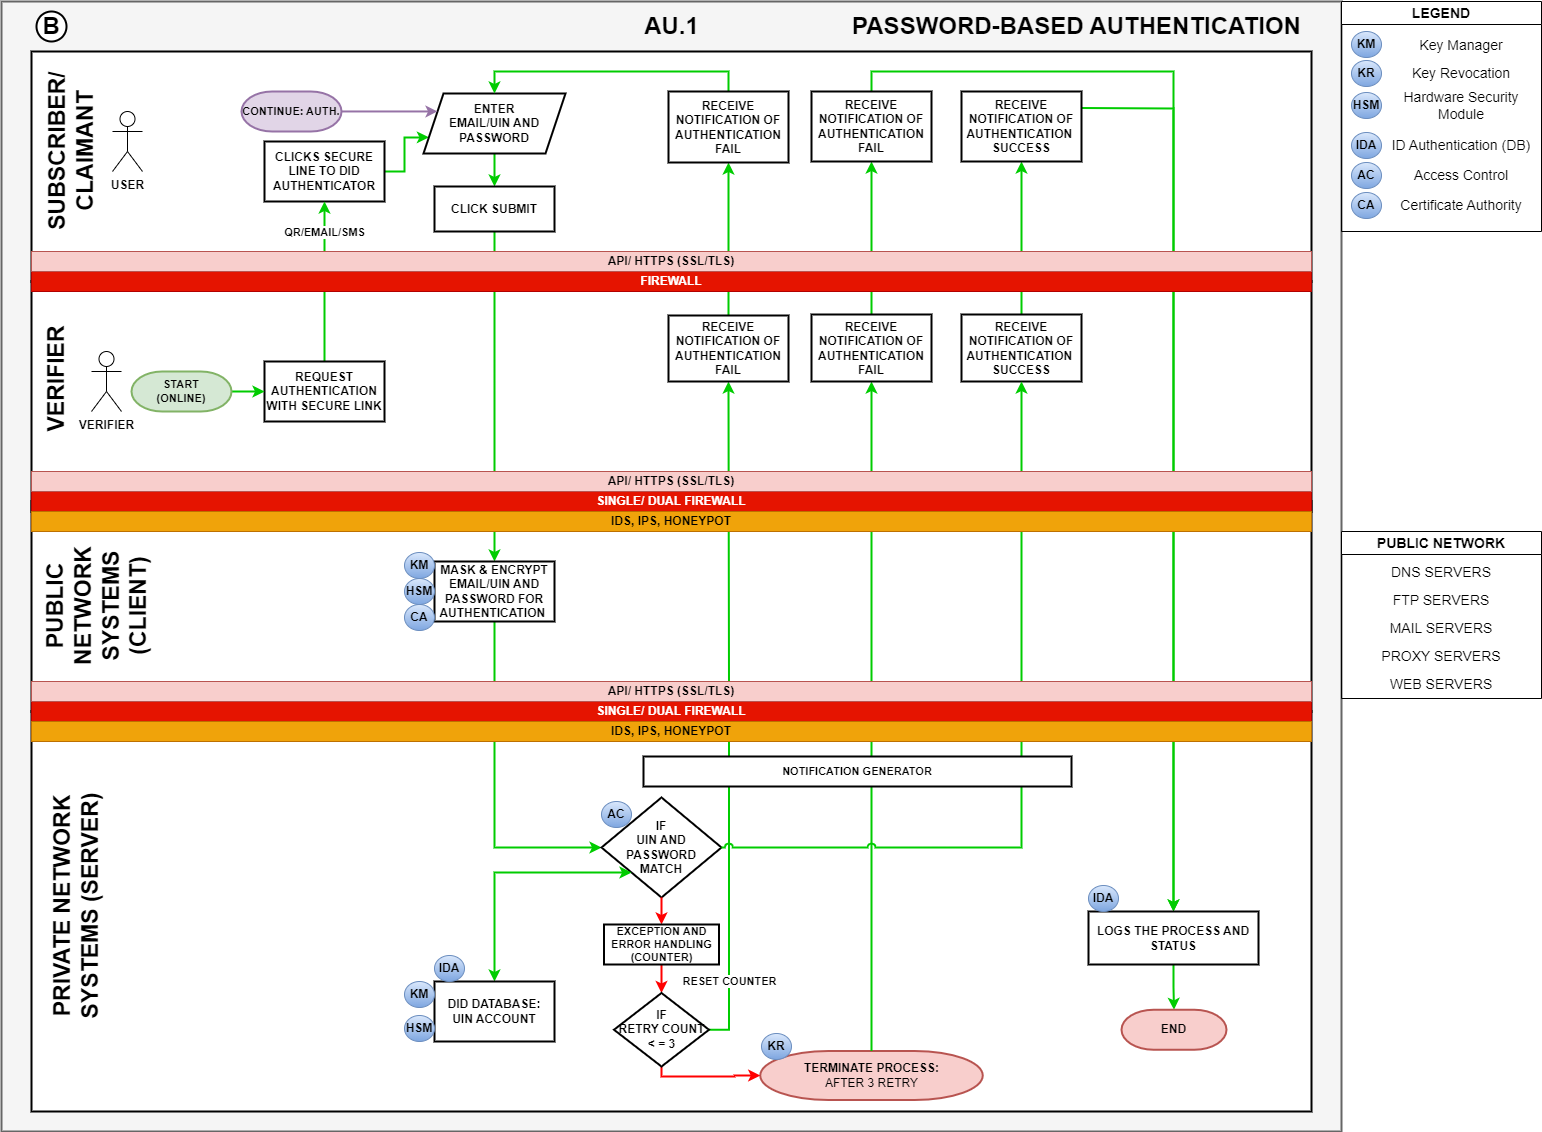 B
AU.1
PASSWORD-BASED AUTHENTICATION
LEGEND
KM
Key Manager
KR
Key Revocation
HSM
Hardware Security
Module
IDA
ID Authentication (DB)
AC
Access Control
CA
Certificate Authority
SUBSCRIBER/
CLAIMANT
USER
CONTINUE: AUTH.
CLICKS SECURE
LINE TO DID
AUTHENTICATOR
QR/EMAIL/SMS
ENTER
EMAIL/UIN AND
PASSWORD
CLICK SUBMIT
RECEIVE
NOTIFICATION OF
AUTHENTICATION
FAIL
RECEIVE
NOTIFICATION OF
AUTHENTICATION
FAIL
RECEIVE
NOTIFICATION OF
AUTHENTICATION
SUCCESS
API/ HTTPS (SSL/TLS)
FIREWALL
VERIFIER
VERIFIER
START
(ONLINE)
REQUEST
AUTHENTICATION
WITH SECURE LINK
RECEIVE
NOTIFICATION OF
AUTHENTICATION
FAIL
RECEIVE
NOTIFICATION OF
AUTHENTICATION
FAIL
RECEIVE
NOTIFICATION OF
AUTHENTICATION
SUCCESS
API/ HTTPS (SSL/TLS)
SINGLE/ DUAL FIREWALL
IDS, IPS, HONEYPOT
PUBLIC
NETWORK
SYSTEMS
(CLIENT)
KM
HSM
CA
MASK & ENCRYPT
EMAIL/UIN AND
PASSWORD FOR
AUTHENTICATION
PUBLIC NETWORK
DNS SERVERS
FTP SERVERS
MAIL SERVERS
PROXY SERVERS
WEB SERVERS
API/ HTTPS (SSL/TLS)
SINGLE/ DUAL FIREWALL
IDS, IPS, HONEYPOT
PRIVATE NETWORK
SYSTEMS (SERVER)
NOTIFICATION GENERATOR
AC
IF
UIN AND
PASSWORD
MATCH
EXCEPTION AND
ERROR HANDLING
(COUNTER)
RESET COUNTER
IF
RETRY COUNT
< = 3
IDA
KM
HSM
DID DATABASE:
UIN ACCOUNT
KR
TERMINATE PROCESS:
AFTER 3 RETRY
IDA
LOGS THE PROCESS AND
STATUS
END